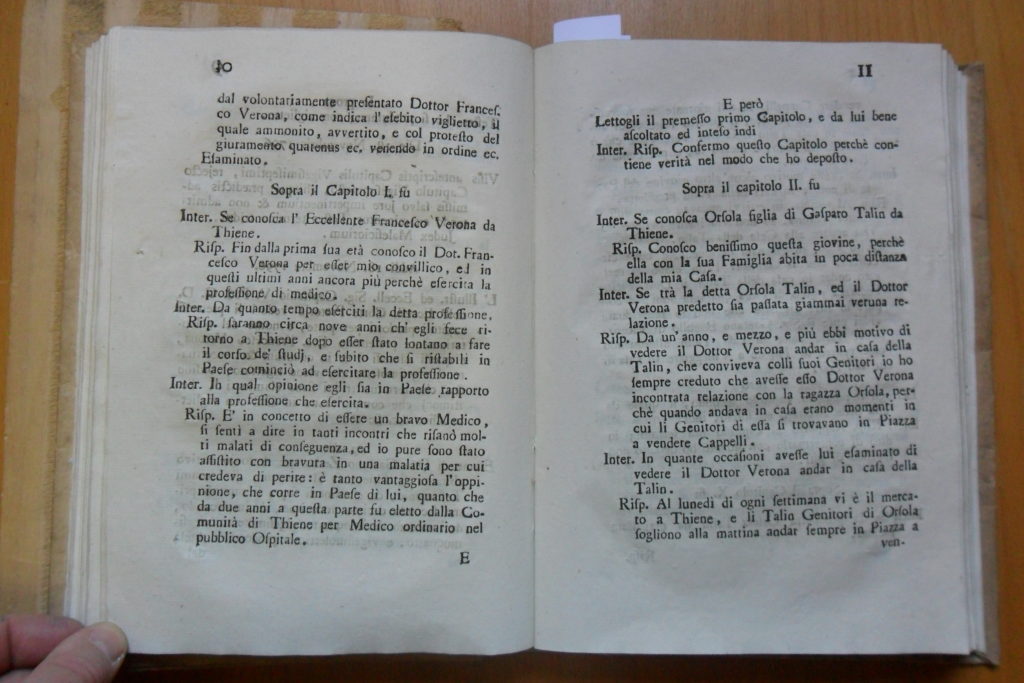 10
dal volontariamente preſentato Dottor Franceſ-
co Verona, come indica l'eſebito viglietto, il
quale ammonito, avvertito, e col proteſto del
giuramento quatenus ec. venendo in ordine ec.
Eſaminato.
Sopra il Capitolo I. fu
Inter. Se conoſca l' Eccellente Franceſco Verona da
Thiene.
Riſp. Fin dalla prima ſua età conoſco il Dot. Fran-
ceſco Verona per eſſer mio convillico, ed in
queſti ultimi anni ancora più perchè eſercita la
profeſſione di medico.
Inter. Da quanto tempo eſerciti la detta profeſſione,
Riſp. ſaranno circa nove anni ch' egli fece ri-
torno a Thiene dopo eſſer ſtato lontano a fare
il corſo de' ſtudj, e ſubito che ſi riſtabilì in
Paeſe cominciò ad eſercitare la profeſſione.
Inter. In qual opinione egli ſia in Paeſe rapporto
alla profeſſione che eſercita.
Riſp. E' in concetto di eſſere un bravo Medico,
ſi ſentì a dire in tanti incontri che riſanò mol-
ti malati di conſeguenza, ed io pure ſono ſtato
aſſiſtito con bravura in una malatia per cui
credeva di perire: è tanto vantaggioſa l'oppi-
nione, che corre in Paeſe di lui, quanto che
da due anni a queſta parte fu eletto dalla Co-
munità di Thiene per Medico ordinario nel
pubblico Oſpitale.
E
11
E però
Lettogli il premeſſo primo Capitolo, e da lui bene
aſcoltato ed inteſo indi
Inter. Riſp. Confermo queſto Capitolo perchè con-
tiene verità nel modo che ho depoſto.
Sopra il capitolo II. fu
Inter. Se conoſca Orſola figlia di Gaſparo Talin da
Thiene.
Riſp. Conoſco beniſſimo queſta giovine, perchè
ella con la ſua Famiglia abita in poca diſtanza
della mia Caſa.
Inter. Se trà la detta Orſola Talin, ed il Dottor
Verona predetto ſia paſſata giammai veruna re-
lazione.
Riſp. Da un' anno, e mezzo, e più ebbi motivo di
vedere il Dottor Verona andar in caſa della
Talin, che conviveva colli ſuoi Genitori io ho
ſempre creduto che aveſſe eſſo Dottor Verona
incontrata relazione con la ragazza Orſola, per-
chè quando andava in caſa erano momenti in
cui li Genitori di eſſa ſi trovavano in Piazza
a vendere Cappelli.
Inter. In quante occaſioni aveſſe lui eſaminato di
vedere il Dottor Verona andar in caſa della
Talin.
Riſp. Al lunedì di ogni ſettimana vi è il merca-
to a Thiene, e li Talin Genitori di Orſola
ſogliono alla mattina andar ſempre in Piazza a
ven-